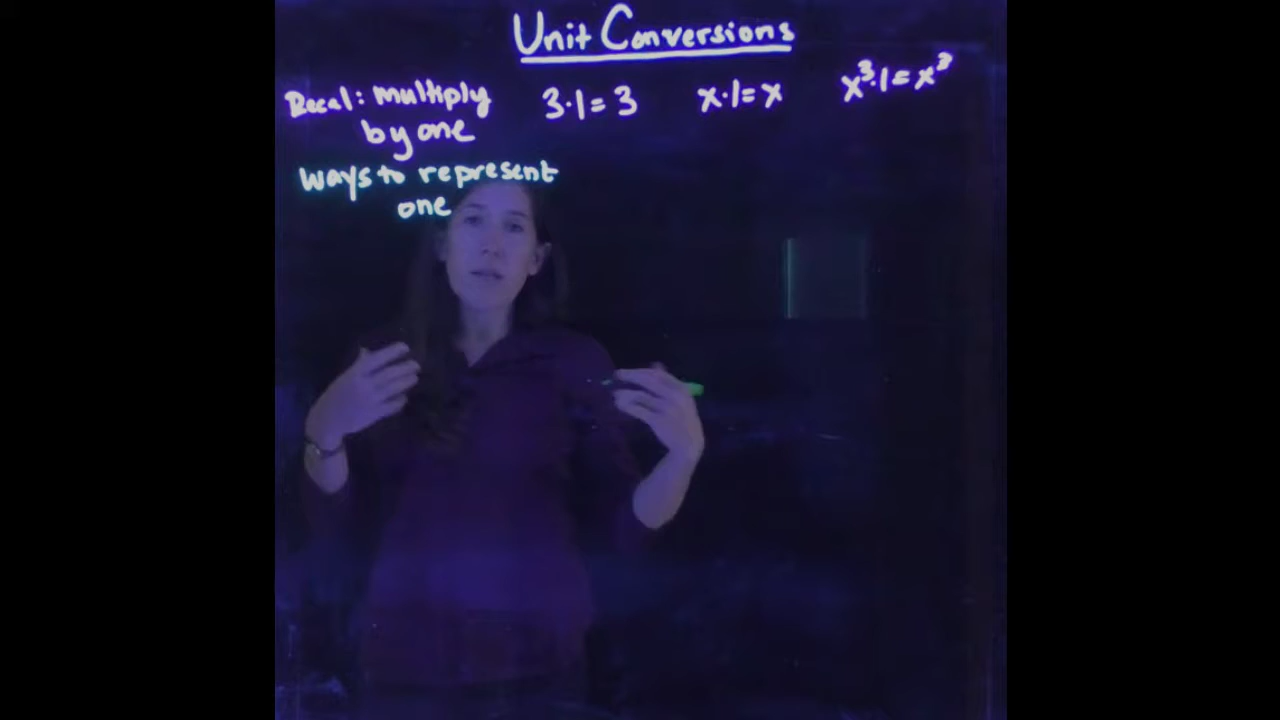 Unit Conversions
Recal: multiply
by one
3·1=3
x·1=x
x³·1=x³
ways to represent
one